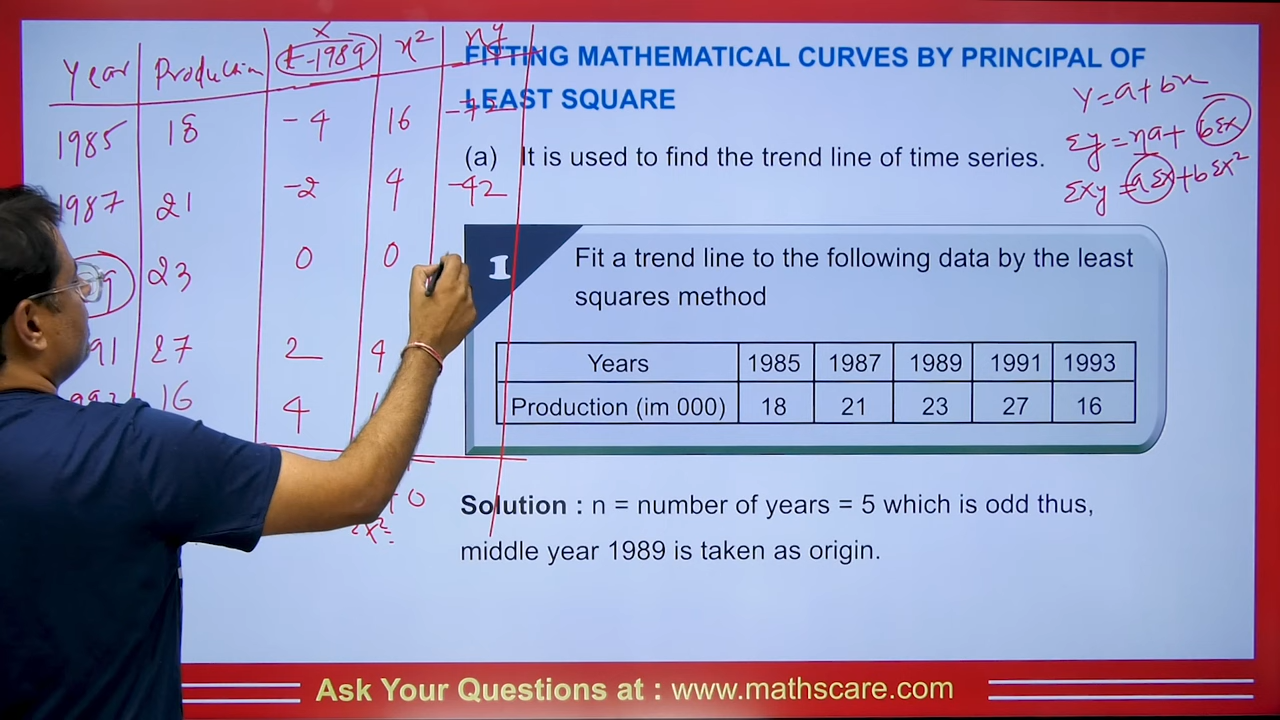 x
Year Production t-1989 x² xy
1985 18 -4 16 -72
1987 21 -2 4 -42
23 0 0
91 27 2 4
16 4
0
x²=
FITTING MATHEMATICAL CURVES BY PRINCIPAL OF
LEAST SQUARE
(a) It is used to find the trend line of time series.
Y=a+bx
Σy=na+bΣx
Σxy=aΣx+bΣx²
1
Fit a trend line to the following data by the least
squares method
Years 1985 1987 1989 1991 1993
Production (im 000) 18 21 23 27 16
Solution : n = number of years = 5 which is odd thus,
middle year 1989 is taken as origin.
Ask Your Questions at : www.mathscare.com